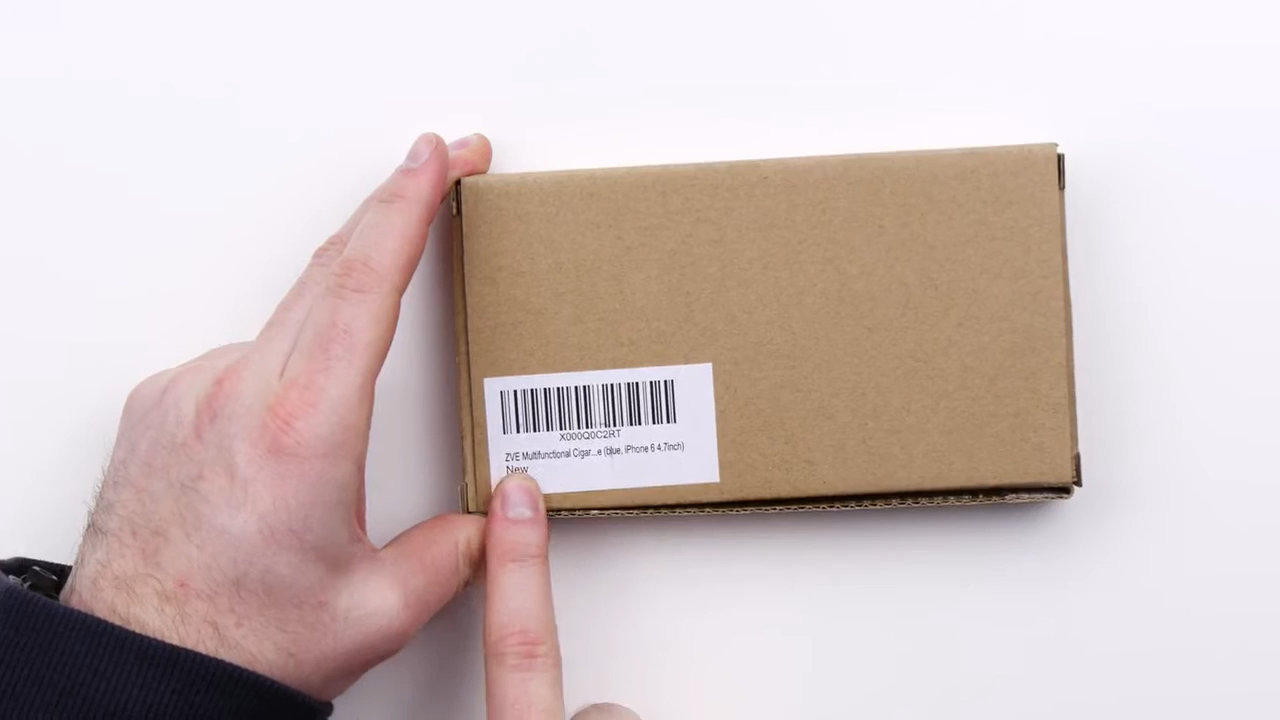 X000Q0C2RT
ZVE Multifunctional Cigar...e (blue, iPhone 6 4.7inch)
New